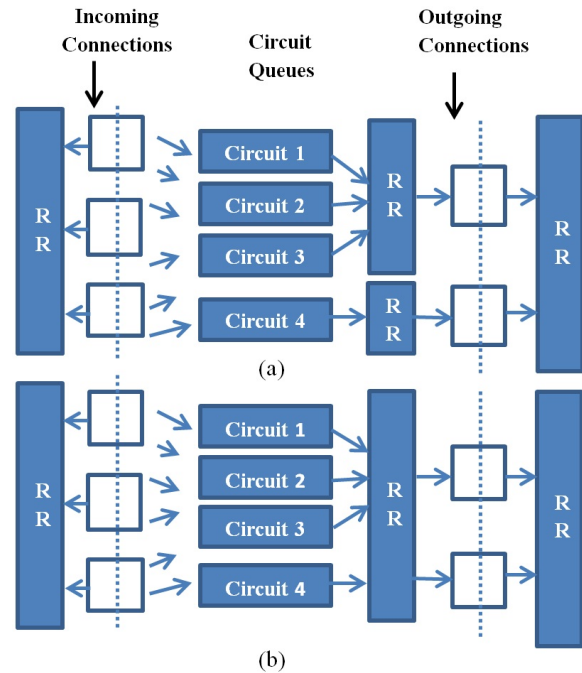 Incoming
Connections
Circuit
Queues
Outgoing
Connections
R
R
Circuit 1
Circuit 2
Circuit 3
Circuit 4
R
R
R
R
R
R
(a)
R
R
Circuit 1
Circuit 2
Circuit 3
Circuit 4
R
R
R
R
(b)